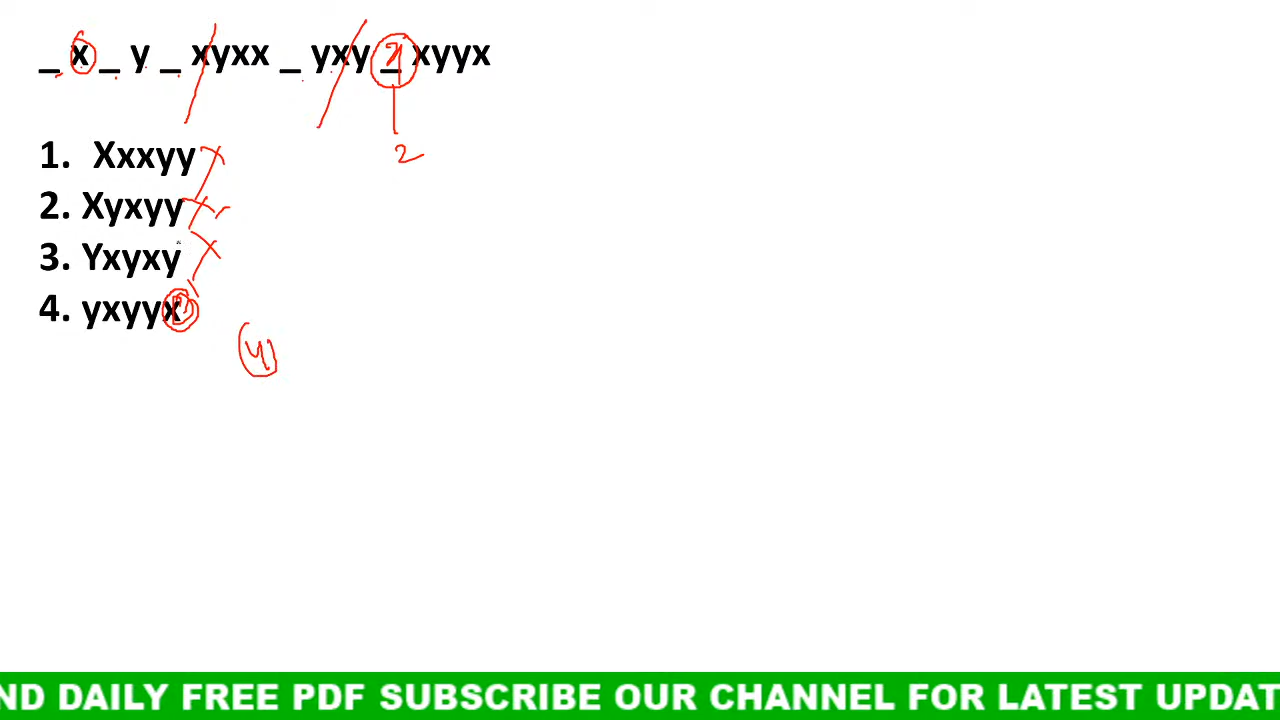 _ x _ y _ xyxx _ yxy _ xyyx
2
1. Xxxyy
2. Xyxyy
3. Yxyxy
4. yxyyx
4
ND DAILY FREE PDF SUBSCRIBE OUR CHANNEL FOR LATEST UPDAT